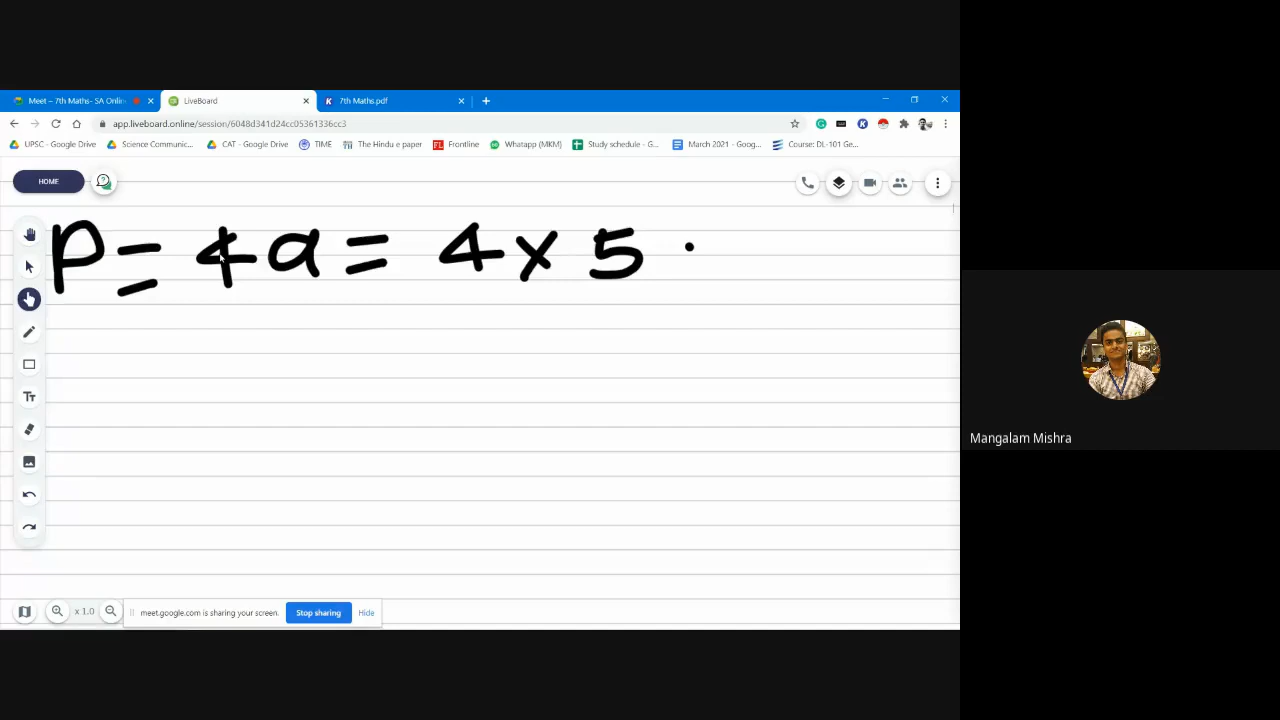 Meet – 7th Maths- SA Onlin
LiveBoard
7th Maths.pdf
app.liveboard.online/session/6048d341d24cc05361336cc3
UPSC - Google Drive
Science Communic...
CAT - Google Drive
TIME
The Hindu e paper
FL Frontline
Whatapp (MKM)
Study schedule - G...
March 2021 - Goog...
Course: DL-101 Ge...
HOME
P = 4a = 4 x 5 .
Tт
x 1.0
meet.google.com is sharing your screen.
Stop sharing
Hide
Mangalam Mishra